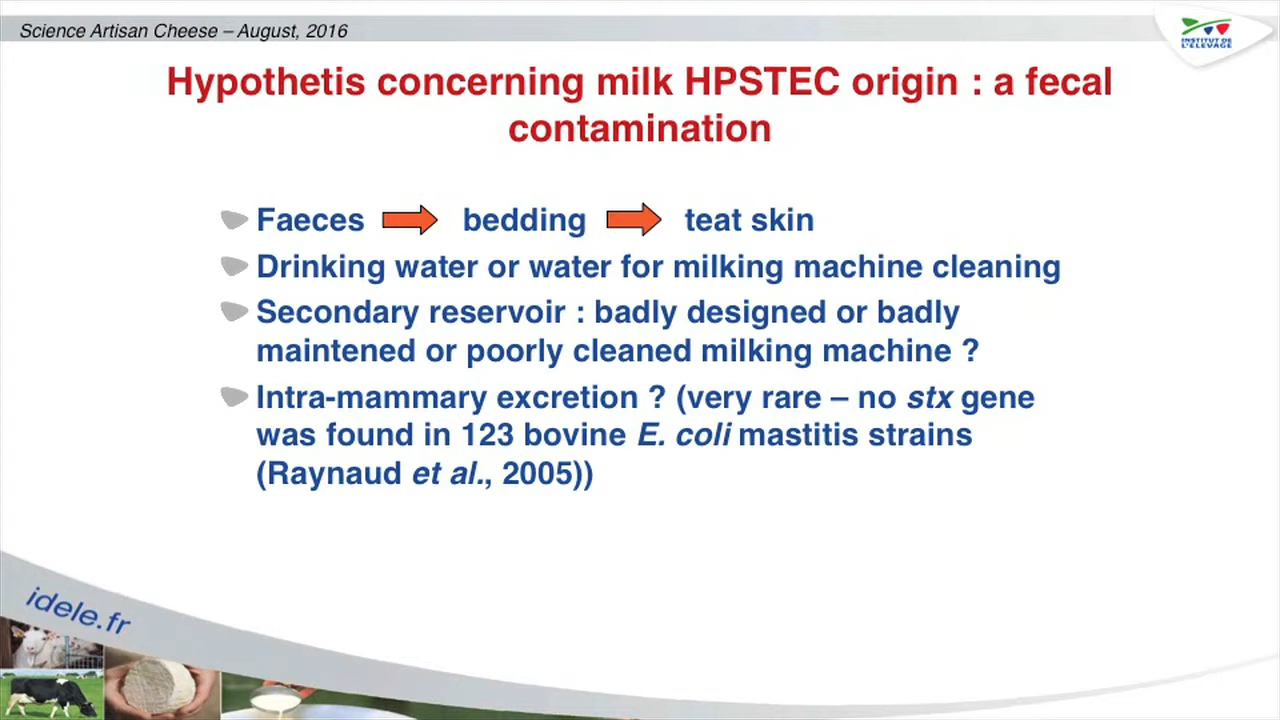 Science Artisan Cheese – August, 2016
INSTITUT DE
L'ELEVAGE
Hypothetis concerning milk HPSTEC origin : a fecal
contamination
Faeces bedding teat skin
Drinking water or water for milking machine cleaning
Secondary reservoir : badly designed or badly
maintened or poorly cleaned milking machine ?
Intra-mammary excretion ? (very rare – no stx gene
was found in 123 bovine E. coli mastitis strains
(Raynaud et al., 2005))
idele.fr